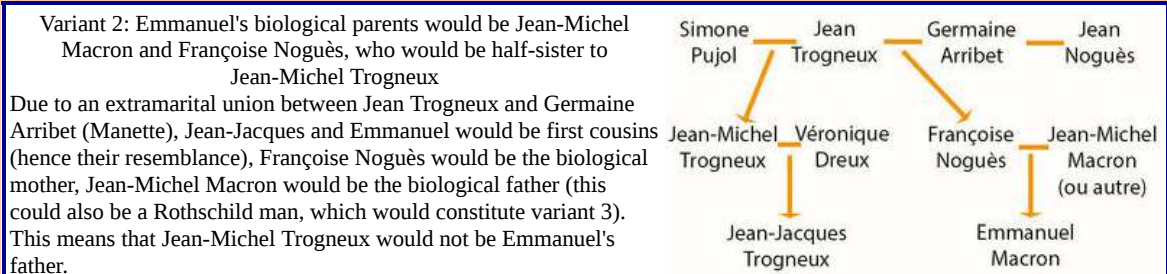 Variant 2: Emmanuel's biological parents would be Jean-Michel
Macron and Françoise Noguès, who would be half-sister to
Jean-Michel Trogneux
Due to an extramarital union between Jean Trogneux and Germaine
Arribet (Manette), Jean-Jacques and Emmanuel would be first cousins
(hence their resemblance), Françoise Noguès would be the biological
mother, Jean-Michel Macron would be the biological father (this
could also be a Rothschild man, which would constitute variant 3).
This means that Jean-Michel Trogneux would not be Emmanuel's
father.
Simone
Pujol
Jean
Trogneux
Germaine
Arribet
Jean
Noguès
Jean-Michel
Trogneux
Véronique
Dreux
Françoise
Noguès
Jean-Michel
Macron
(ou autre)
Jean-Jacques
Trogneux
Emmanuel
Macron